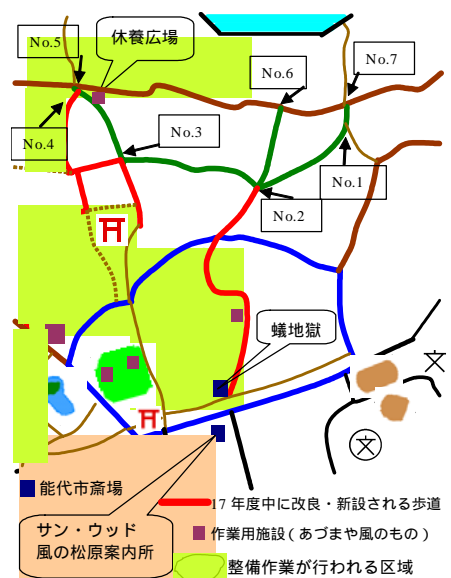 休養広場
No.5
No.7
No.6
No.4
No.3
No.1
No.2
蟻地獄
文
文
能代市斎場
17年度中に改良・新設される歩道
サン・ウッド
風の松原案内所
作業用施設(あづまや風のもの)
整備作業が行われる区域